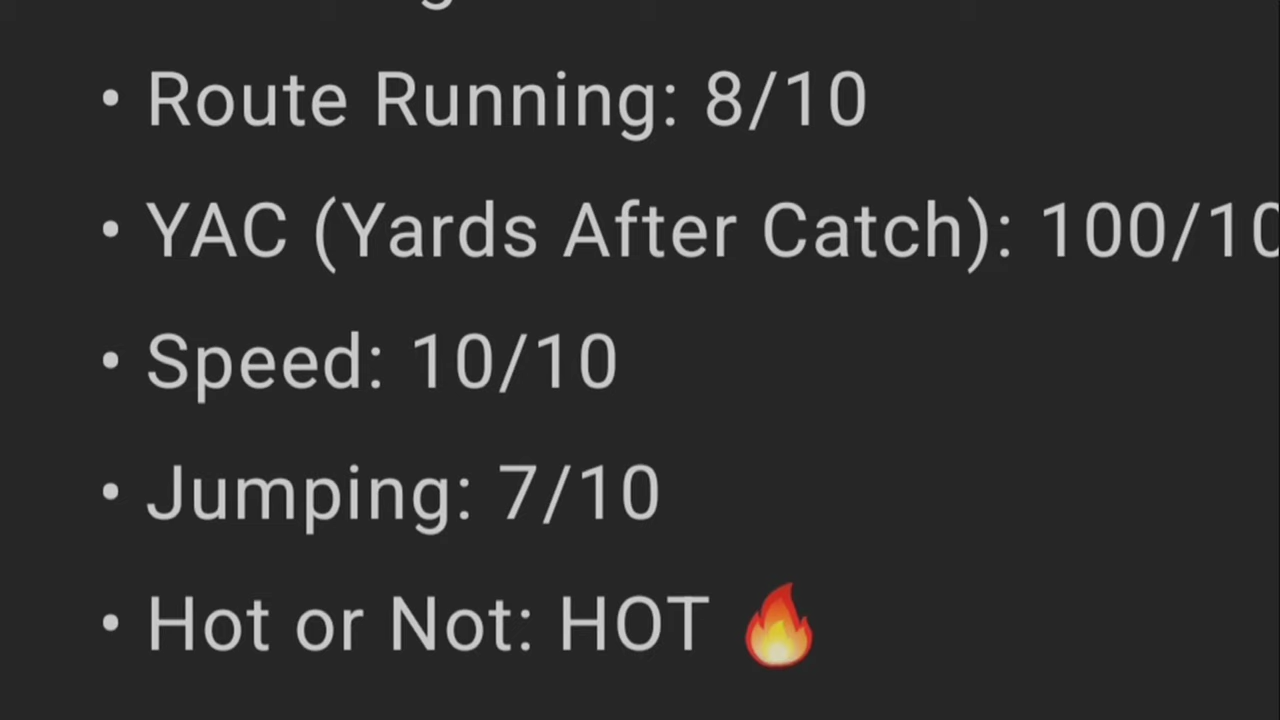 • Route Running: 8/10
• YAC (Yards After Catch): 100/10
• Speed: 10/10
• Jumping: 7/10
• Hot or Not: HOT 🔥